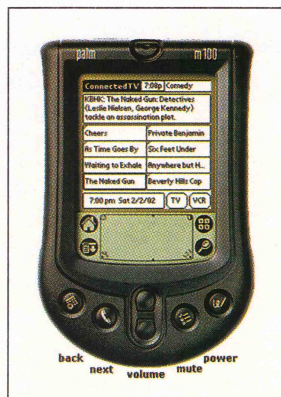 palm m100
ConnectedTV 7:08p Comedy
KBHK: The Naked Gun: Detectives
(Leslie Nielsen, George Kennedy)
tackle an assassination plot.
Cheers Private Benjamin
As Time Goes By Six Feet Under
Waiting to Exhale Anywhere but H...
The Naked Gun Beverly Hills Cop
7:00 pm Sat 2/2/02 TV VCR
back next volume mute power